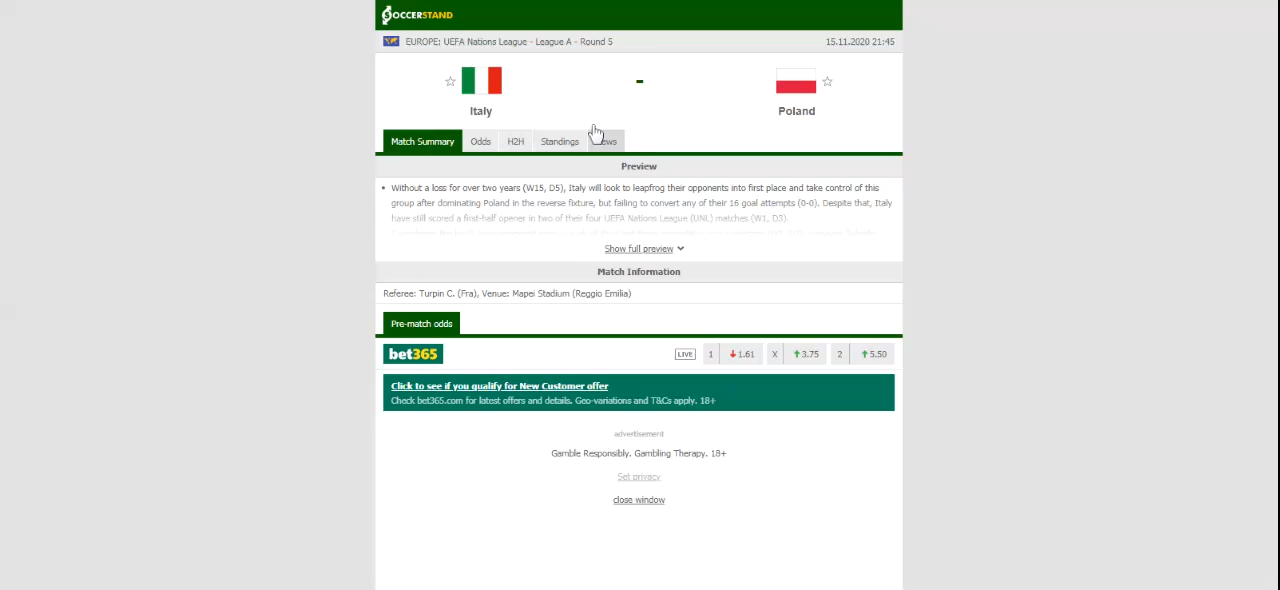 SOCCERSTAND
EUROPE: UEFA Nations League - League A - Round 5 15.11.2020 21:45
-
Italy Poland
Match Summary Odds H2H Standings
Preview
• Without a loss for over two years (W15, D5), Italy will look to leapfrog their opponents into first place and take control of this
group after dominating Poland in the reverse fixture, but failing to convert any of their 16 goal attempts (0-0). Despite that, Italy
have still scored a first-half opener in two of their four UEFA Nations League (UNL) matches (W1, D3).
Show full preview
Match Information
Referee: Turpin C. (Fra), Venue: Mapei Stadium (Reggio Emilia)
Pre-match odds
bet365 LIVE 1 1.61 X 3.75 2 5.50
Click to see if you qualify for New Customer offer
Check bet365.com for latest offers and details. Geo-variations and T&Cs apply. 18+
advertisement
Gamble Responsibly. Gambling Therapy. 18+
Set privacy
close window